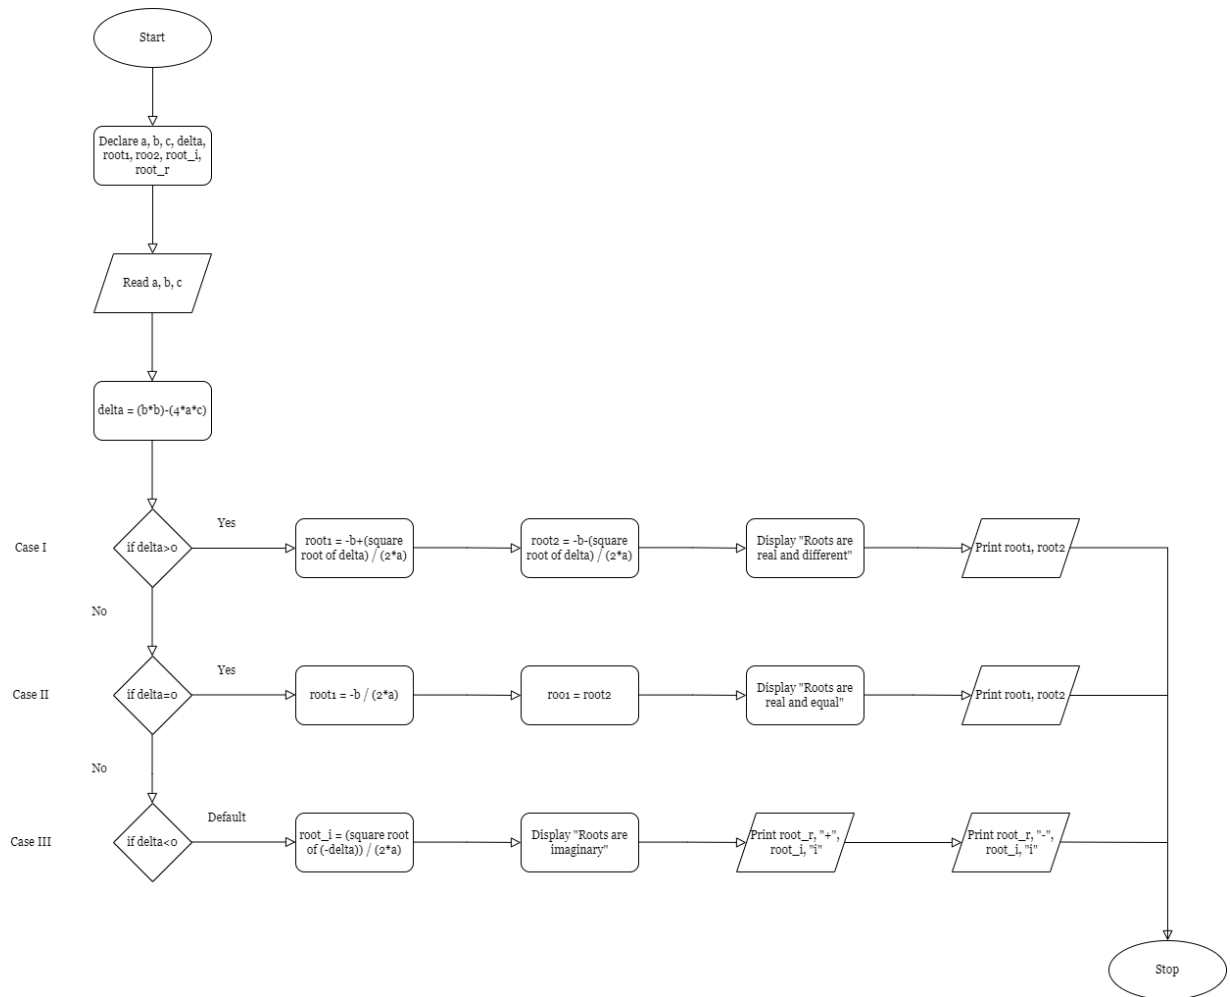 Start
Declare a, b, c, delta,
root1, roo2, root_i,
root_r
Read a, b, c
delta = (b*b)-(4*a*c)
Case I
if delta>0
Yes
root1 = -b+(square
root of delta) / (2*a)
root2 = -b-(square
root of delta) / (2*a)
Display "Roots are
real and different"
Print root1, root2
No
Case II
if delta=0
Yes
root1 = -b / (2*a)
roo1 = root2
Display "Roots are
real and equal"
Print root1, root2
No
Case III
if delta<0
Default
root_i = (square root
of (-delta)) / (2*a)
Display "Roots are
imaginary"
Print root_r, "+",
root_i, "i"
Print root_r, "-",
root_i, "i"
Stop